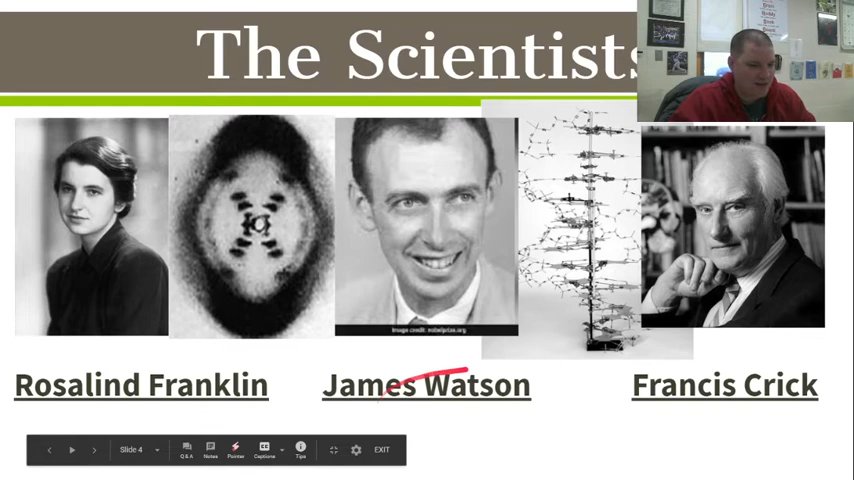 The Scientists
Image credit: nobelprize.org
Rosalind Franklin
James Watson
Francis Crick
Slide 4
Q & A
Notes
Pointer
Captions
Tips
EXIT